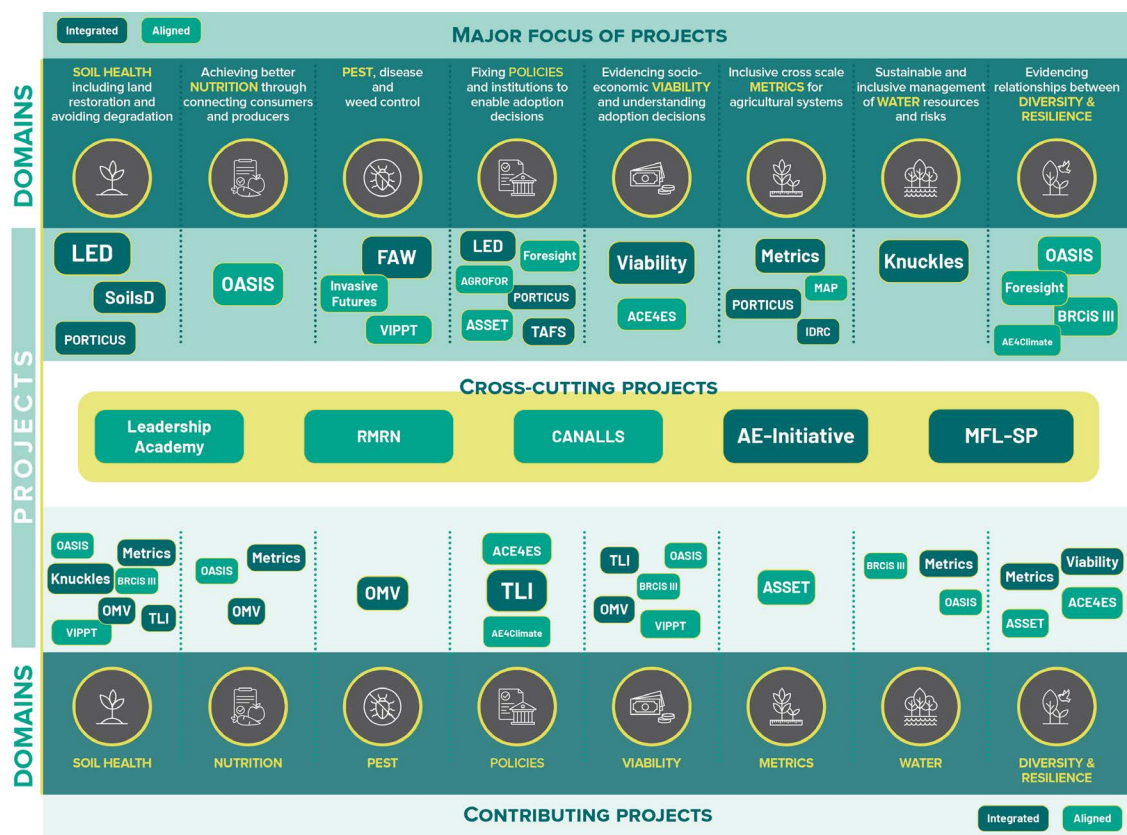 Integrated
Aligned
MAJOR FOCUS OF PROJECTS
DOMAINS
SOIL HEALTH
including land
restoration and
avoiding degradation
Achieving better
NUTRITION through
connecting consumers
and producers
PEST, disease
and
weed control
Fixing POLICIES
and institutions to
enable adoption
decisions
Evidencing socio-
economic VIABILITY
and understanding
adoption decisions
Inclusive cross scale
METRICS for
agricultural systems
Sustainable and
inclusive management
of WATER resources
and risks
Evidencing
relationships between
DIVERSITY &
RESILIENCE
PROJECTS
LED
SoilsD
PORTICUS
OASIS
FAW
Invasive
Futures
VIPPT
LED
Foresight
AGROFOR
PORTICUS
ASSET
TAFS
Viability
ACE4ES
Metrics
MAP
PORTICUS
IDRC
Knuckles
OASIS
Foresight
BRCiS III
AE4Climate
CROSS-CUTTING PROJECTS
Leadership
Academy
RMRN
CANALLS
AE-Initiative
MFL-SP
OASIS
Metrics
Knuckles
BRCiS III
OMV
TLI
VIPPT
Metrics
OASIS
OMV
OMV
ACE4ES
TLI
AE4Climate
TLI
OASIS
BRCiS III
OMV
VIPPT
ASSET
BRCiS III
Metrics
OASIS
Viability
Metrics
ACE4ES
ASSET
DOMAINS
SOIL HEALTH
NUTRITION
PEST
POLICIES
VIABILITY
METRICS
WATER
DIVERSITY &
RESILIENCE
CONTRIBUTING PROJECTS
Integrated
Aligned